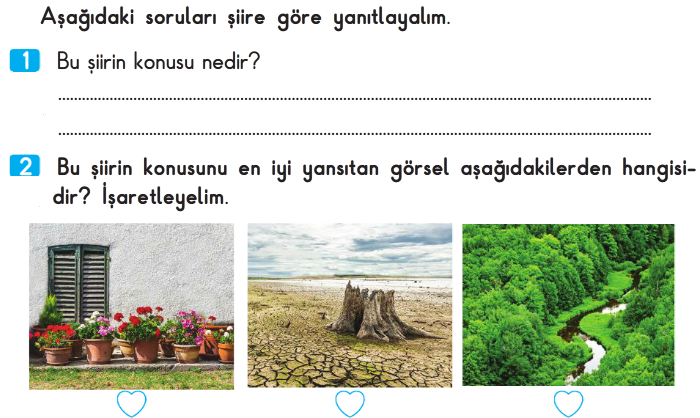 Aşağıdaki soruları şiire göre yanıtlayalım.
1 Bu şiirin konusu nedir?
2 Bu şiirin konusunu en iyi yansıtan görsel aşağıdakilerden hangisi-
dir? İşaretleyelim.